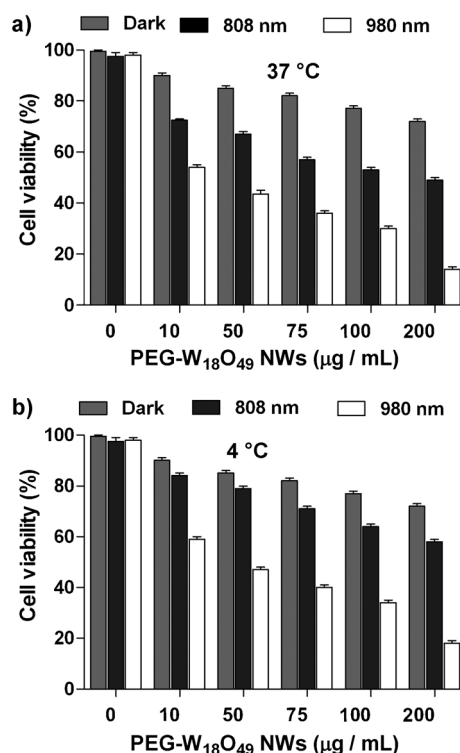 a) Dark 808 nm 980 nm
37 °C
Cell viability (%)
100
80
60
40
20
0
0 10 50 75 100 200
PEG-W₁₈O₄₉ NWs (μg / mL)
b) Dark 808 nm 980 nm
4 °C
Cell viability (%)
100
80
60
40
20
0
0 10 50 75 100 200
PEG-W₁₈O₄₉ NWs (μg / mL)